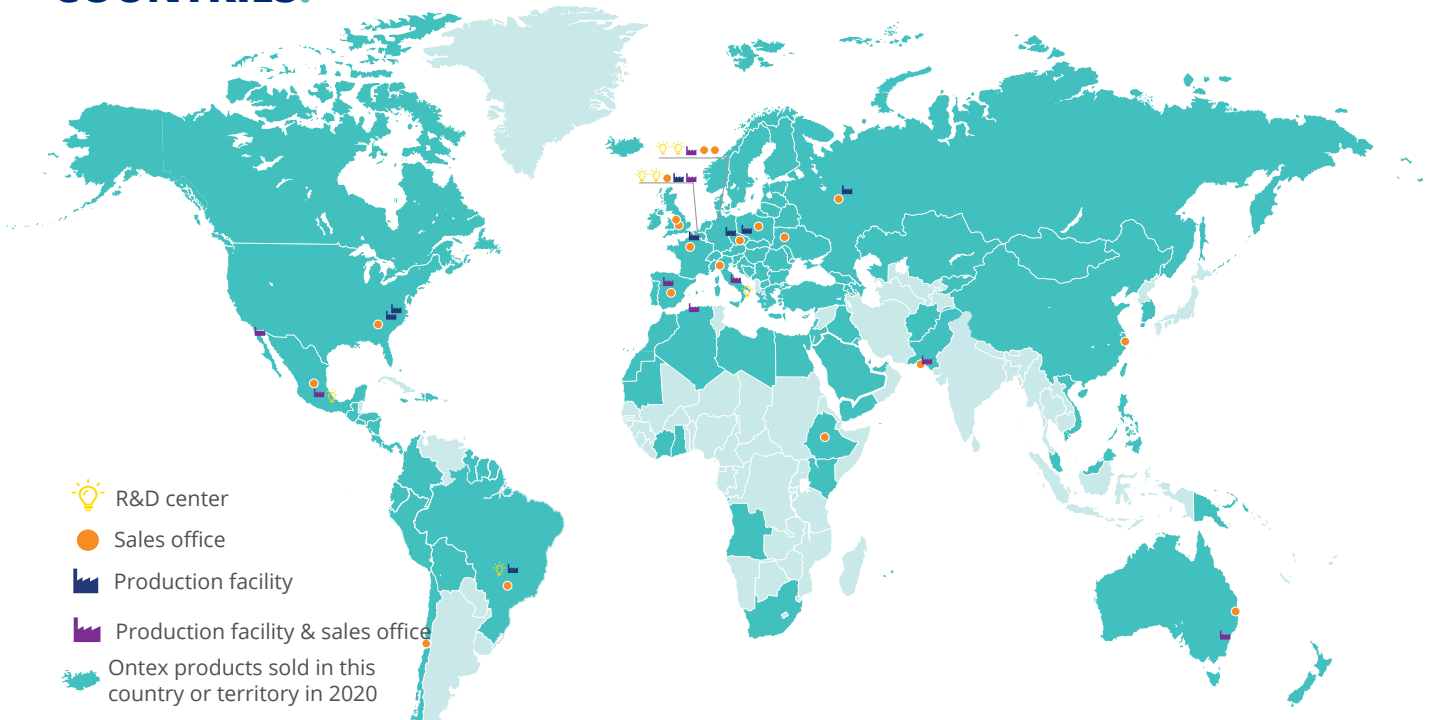 COUNTRIES.
R&D center
Sales office
Production facility
Production facility & sales office
Ontex products sold in this
country or territory in 2020